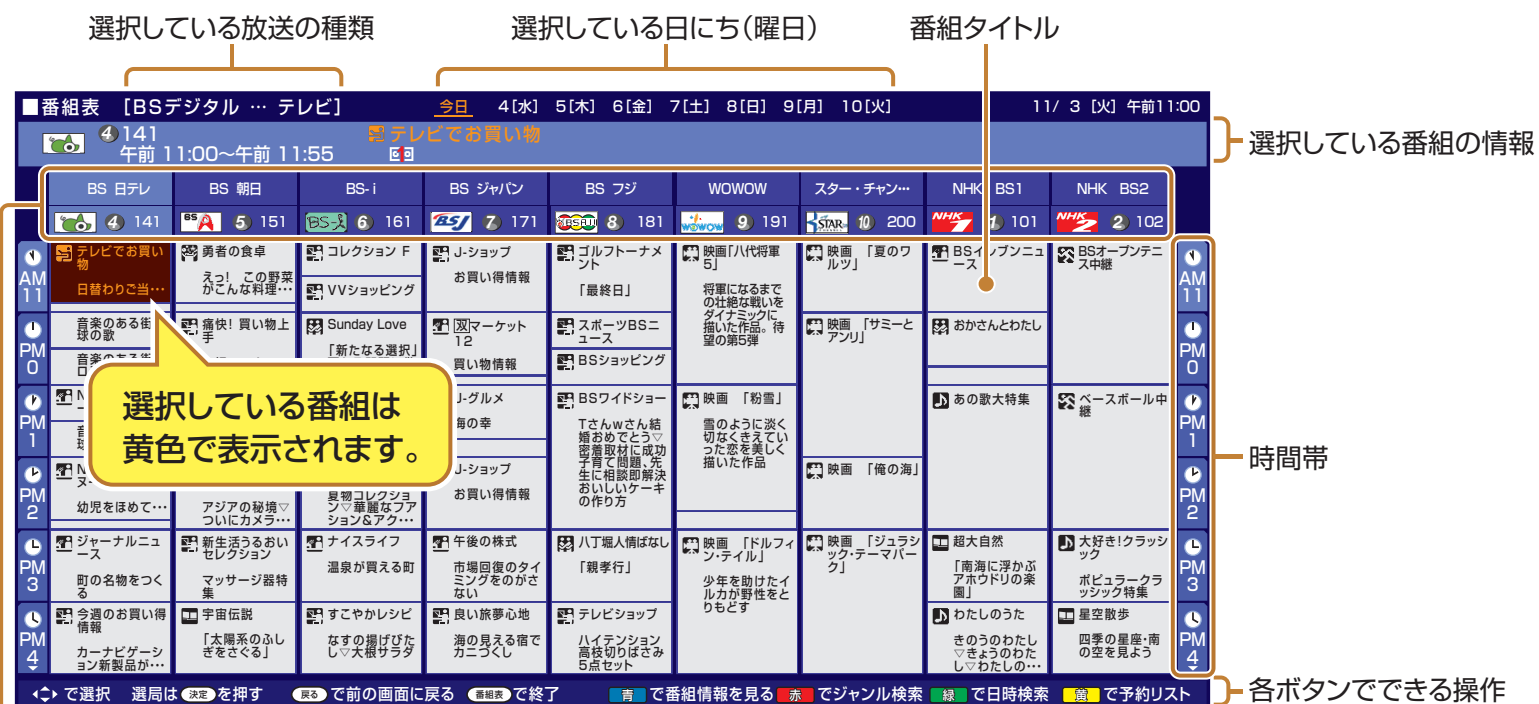 選択している放送の種類
選択している日にち(曜日)
番組タイトル
■番組表 [BSデジタル … テレビ] 今日 4[水] 5[木] 6[金] 7[土] 8[日] 9[月] 10[火] 11/ 3 [火] 午前11:00
4 141 テレビでお買い物
午前 11:00～午前 11:55
選択している番組の情報
BS 日テレ BS 朝日 BS-i BS ジャパン BS フジ WOWOW スター・チャン… NHK BS1 NHK BS2
4 141 BS A 5 151 BS-i 6 161 BSJ 7 171 BSフジ 8 181 WOWOW 9 191 STAR 10 200 NHK 1 101 NHK 2 102
AM
11
テレビでお買い
物
日替わりご当…
勇者の食卓
えっ! この野菜
がこんな料理…
コレクション F
VVショッピング
J-ショップ
お買い得情報
ゴルフトーナメ
ント
「最終日」
映画「八代将軍
5」
将軍になるまで
の壮絶な戦いを
ダイナミックに
描いた作品。待
望の第5弾
映画 「夏のワ
ルツ」
BSイレブンニュ
ース
BSオープンテニ
ス中継
AM
11
PM
0
音楽のある街
球の歌
音楽のある街
痛快! 買い物上
手
Sunday Love
「新たなる選択」
双マーケット
12
買い物情報
スポーツBSニ
ュース
BSショッピング
映画 「サミーと
アンリ」
おかさんとわたし
PM
0
選択している番組は
黄色で表示されます。
PM
1
J-グルメ
海の幸
BSワイドショー
Tさんwさん結
婚おめでとう▽
密着取材に成功
子育て問題、先
生に相談即解決
おいしいケーキ
の作り方
映画 「粉雪」
雪のように淡く
切なくきえてい
った恋を美しく
描いた作品
あの歌大特集
ベースボール中
継
PM
1
時間帯
PM
2
幼児をほめて…
アジアの秘境▽
ついにカメラ…
夏物コレクショ
ン▽華麗なフア
ション&アク…
J-ショップ
お買い得情報
映画 「俺の海」
PM
2
PM
3
ジャーナルニュ
ース
町の名物をつく
る
新生活うるおい
セレクション
マッサージ器特
集
ナイスライフ
温泉が買える町
午後の株式
市場回復のタイ
ミングをのがさ
ない
八丁堀人情ばなし
「親孝行」
映画 「ドルフィ
ン・テイル」
少年を助けたイ
ルカが野性をと
りもどす
映画 「ジュラシ
ック・テーマパー
ク」
超大自然
「南海に浮かぶ
アホウドリの楽
園」
大好き!クラッシ
ック
ポピュラークラ
ッシック特集
PM
3
PM
4
今週のお買い得
情報
カーナビゲーシ
ョン新製品が…
宇宙伝説
「太陽系のふし
ぎをさぐる」
すこやかレシピ
なすの揚げびた
し▽大根サラダ
良い旅夢心地
海の見える宿で
カニづくし
テレビショップ
ハイテンション
高枝切りばさみ
5点セット
わたしのうた
きのうのわたし
▽きょうのわた
し▽わたしの…
星空散歩
四季の星座・南
の空を見よう
PM
4
で選択 選局は 決定 を押す 戻る で前の画面に戻る 番組表 で終了 青 で番組情報を見る 赤 でジャンル検索 緑 で日時検索 黄 で予約リスト
各ボタンでできる操作